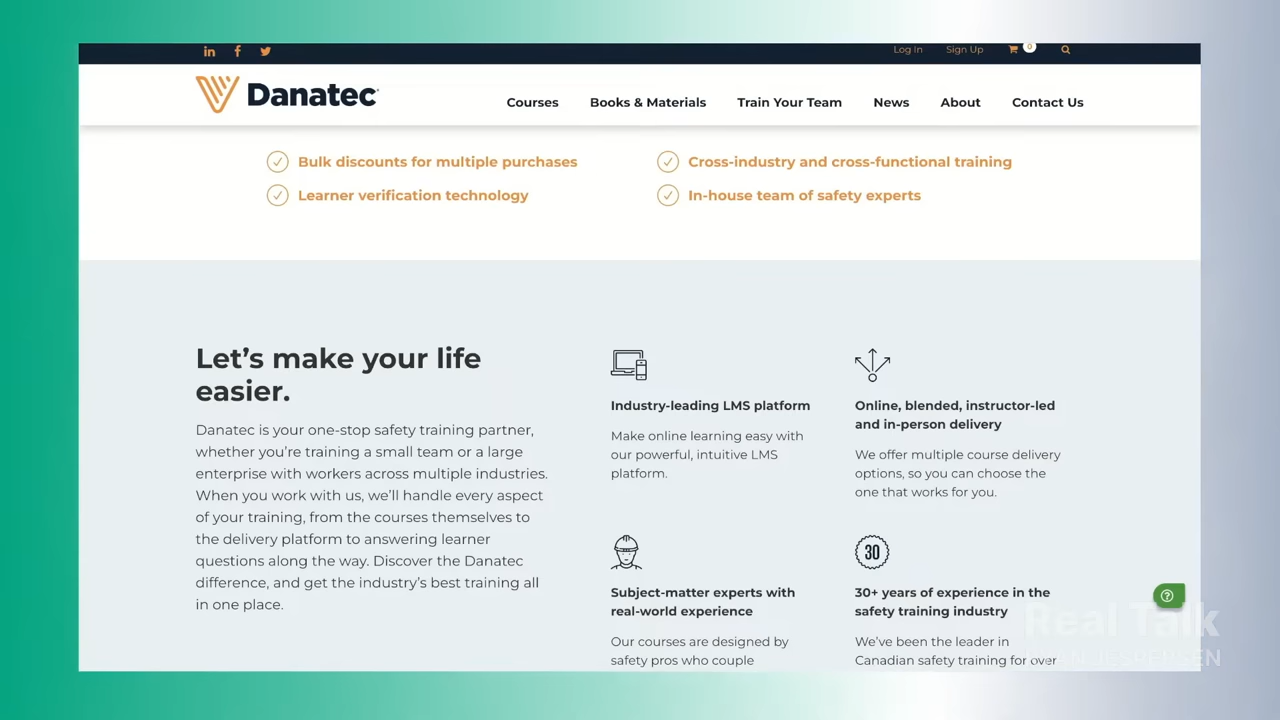 Log In Sign Up 0
Danatec
Courses Books & Materials Train Your Team News About Contact Us
Bulk discounts for multiple purchases
Cross-industry and cross-functional training
Learner verification technology
In-house team of safety experts
Let's make your life
easier.
Danatec is your one-stop safety training partner,
whether you're training a small team or a large
enterprise with workers across multiple industries.
When you work with us, we'll handle every aspect
of your training, from the courses themselves to
the delivery platform to answering learner
questions along the way. Discover the Danatec
difference, and get the industry's best training all
in one place.
Industry-leading LMS platform
Make online learning easy with
our powerful, intuitive LMS
platform.
Online, blended, instructor-led
and in-person delivery
We offer multiple course delivery
options, so you can choose the
one that works for you.
Subject-matter experts with
real-world experience
Our courses are designed by
safety pros who couple
30
30+ years of experience in the
safety training industry
We've been the leader in
Canadian safety training for over
Real Talk
RYAN JESPERSEN